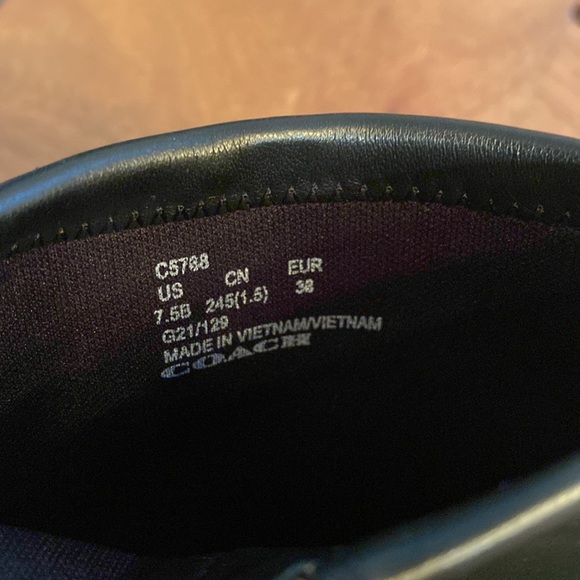 C5768
US CN EUR
7.5B 245(1.5) 38
G21/129
MADE IN VIETNAM/VIETNAM
COACH